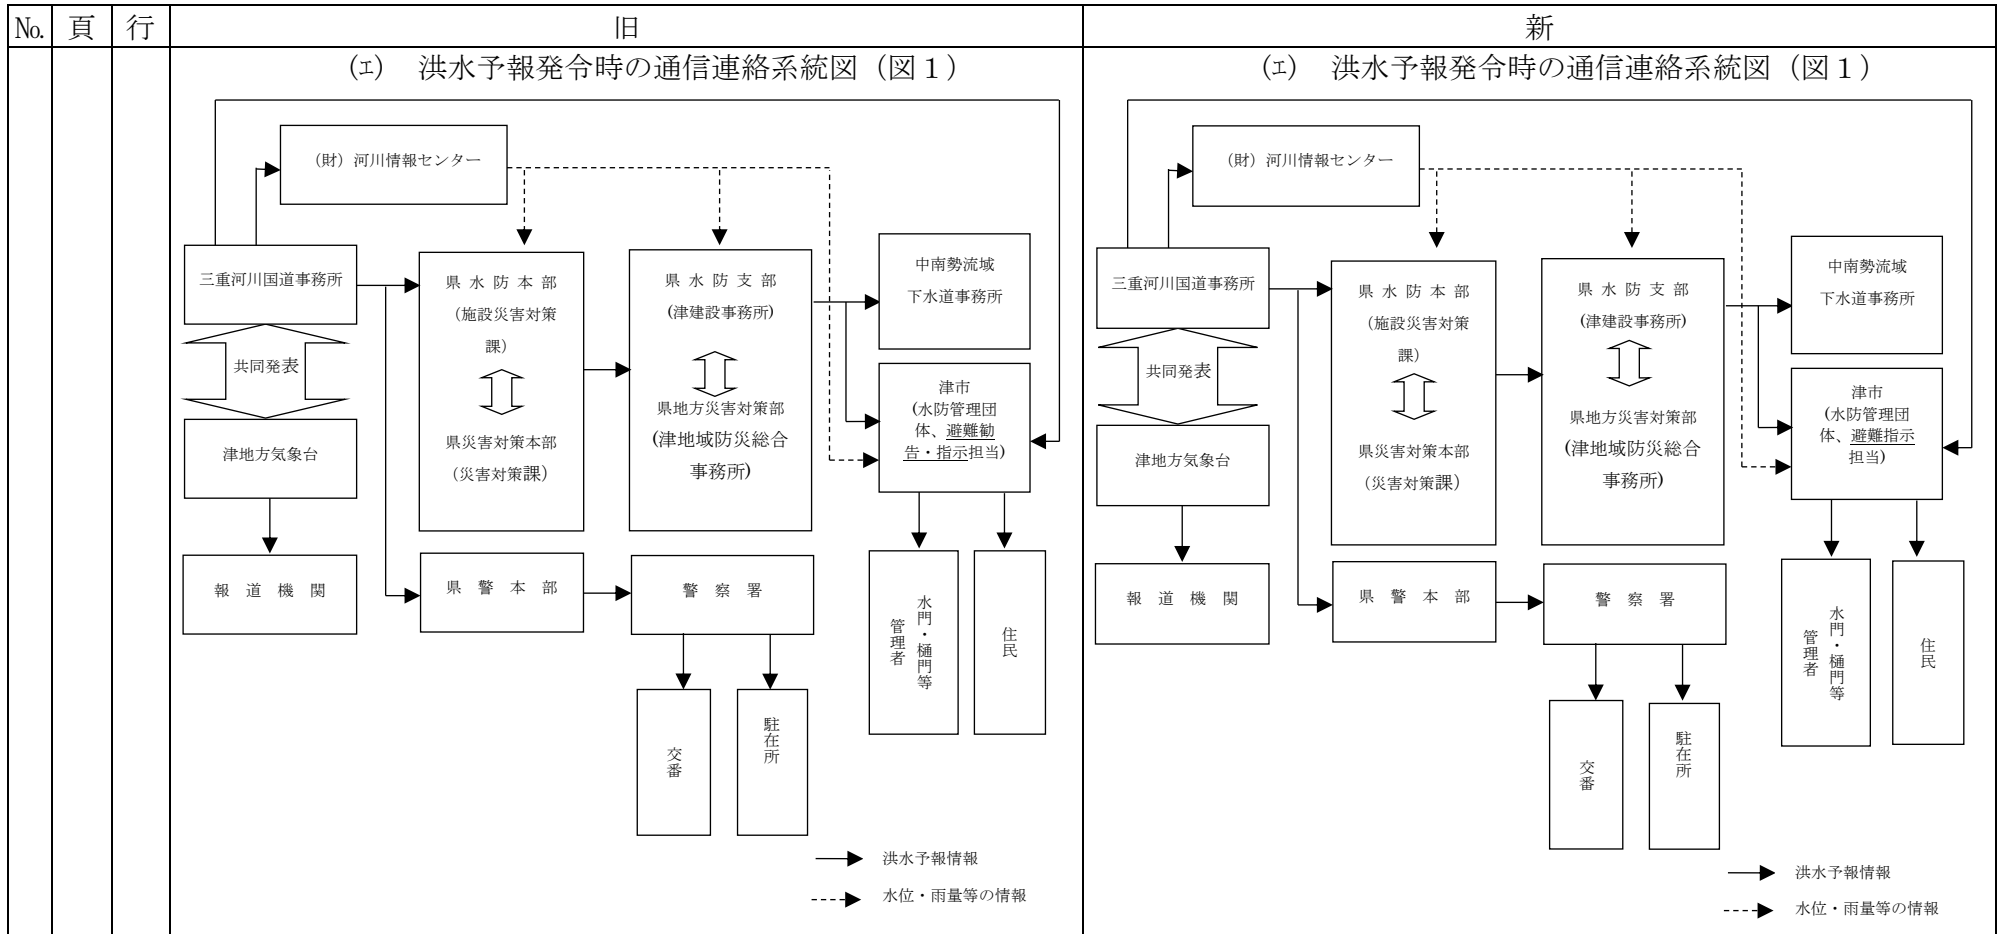 № 頁 行 旧 新
(ｴ) 洪水予報発令時の通信連絡系統図（図１）
（財）河川情報センター
三重河川国道事務所
共同発表
津地方気象台
報 道 機 関
県 水 防 本 部
（施設災害対策
課）
県災害対策本部
（災害対策課）
県 水 防 支 部
(津建設事務所)
県地方災害対策部
(津地域防災総合
事務所)
中南勢流域
下水道事務所
津市
(水防管理団
体、避難勧
告・指示担当)
県 警 本 部
警 察 署
交番
駐在所
水門・樋門等
管理者
住民
洪水予報情報
水位・雨量等の情報
(ｴ) 洪水予報発令時の通信連絡系統図（図１）
（財）河川情報センター
三重河川国道事務所
共同発表
津地方気象台
報 道 機 関
県 水 防 本 部
（施設災害対策
課）
県災害対策本部
（災害対策課）
県 水 防 支 部
(津建設事務所)
県地方災害対策部
(津地域防災総合
事務所)
中南勢流域
下水道事務所
津市
(水防管理団
体、避難指示
担当)
県 警 本 部
警 察 署
交番
駐在所
水門・樋門等
管理者
住民
洪水予報情報
水位・雨量等の情報